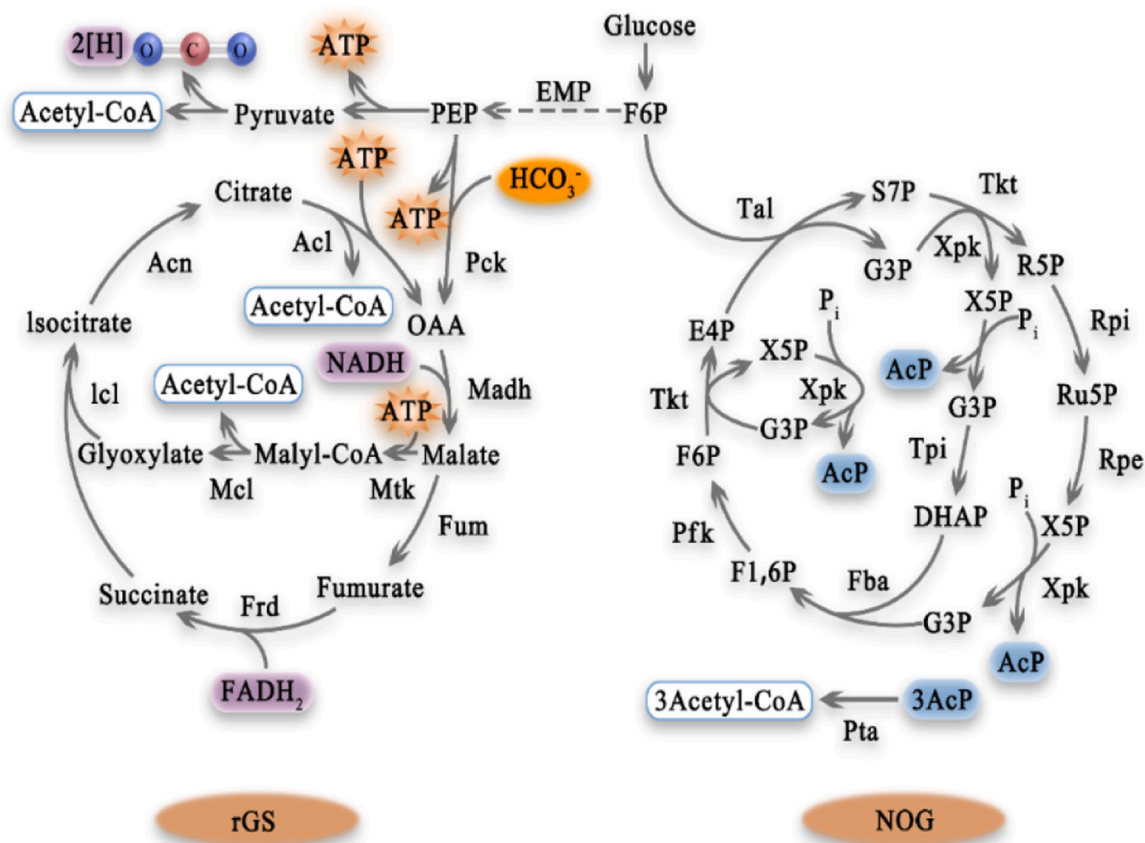 Glucose
2[H] O C O
ATP
EMP
Acetyl-CoA
Pyruvate
PEP
F6P
ATP
HCO₃⁻
Citrate
ATP
S7P
Tkt
Tal
Acl
Pck
Xpk
Acn
G3P
R5P
Acetyl-CoA
Pi
X5P
Pi
Isocitrate
OAA
E4P
Rpi
NADH
X5P
Acetyl-CoA
AcP
Icl
ATP
Madh
Tkt
Xpk
G3P
Ru5P
Glyoxylate
Malyl-CoA
Malate
F6P
G3P
Tpi
Mcl
Mtk
AcP
Rpe
Pi
Fum
Pfk
DHAP
X5P
F1,6P
Fba
Xpk
Succinate
Frd
Fumurate
G3P
AcP
FADH₂
3Acetyl-CoA
3AcP
Pta
rGS
NOG